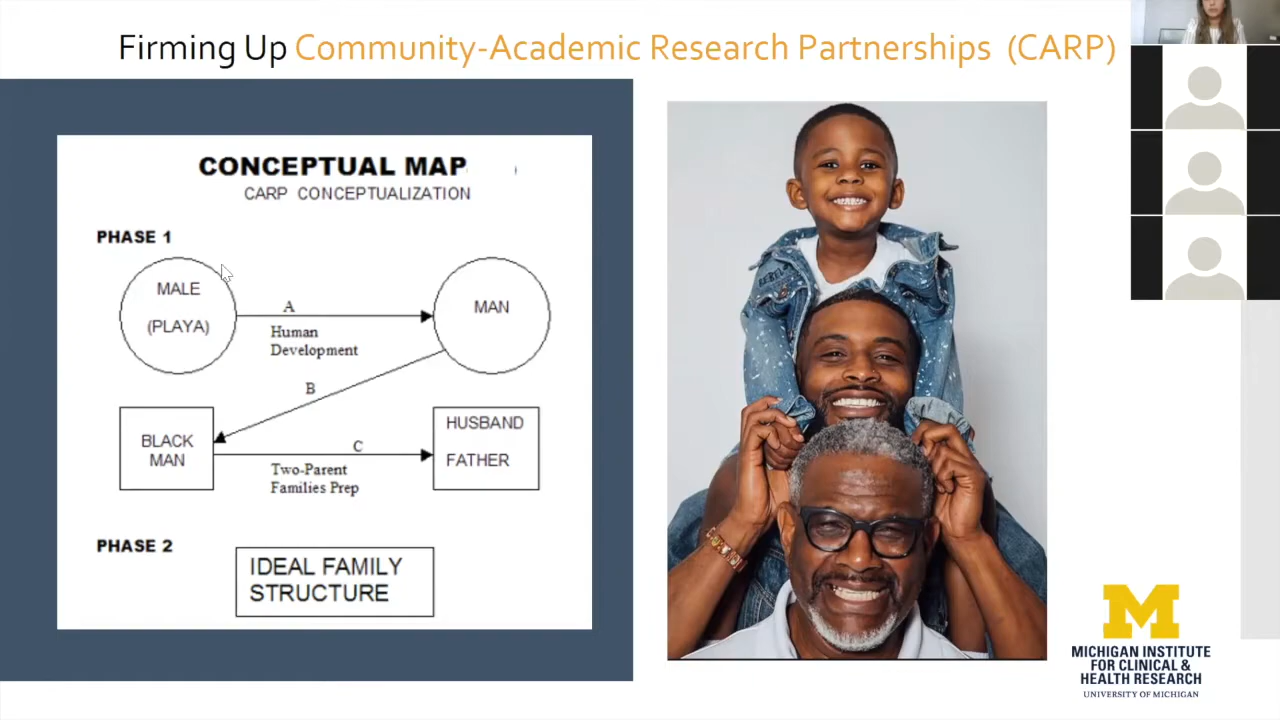 Firming Up Community-Academic Research Partnerships (CARP)
CONCEPTUAL MAP
CARP CONCEPTUALIZATION
PHASE 1
MALE
(PLAYA)
A
Human
Development
MAN
B
BLACK
MAN
C
Two-Parent
Families Prep
HUSBAND
FATHER
PHASE 2
IDEAL FAMILY
STRUCTURE
M
MICHIGAN INSTITUTE
FOR CLINICAL &
HEALTH RESEARCH
UNIVERSITY OF MICHIGAN